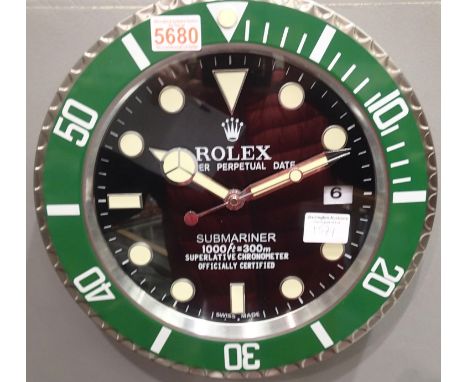 5680
ROLEX
PERPETUAL DATE
6
SUBMARINER
1000ft=300m
SUPERLATIVE CHRONOMETER
OFFICIALLY CERTIFIED
SWISS MADE
10
20
30
40
50